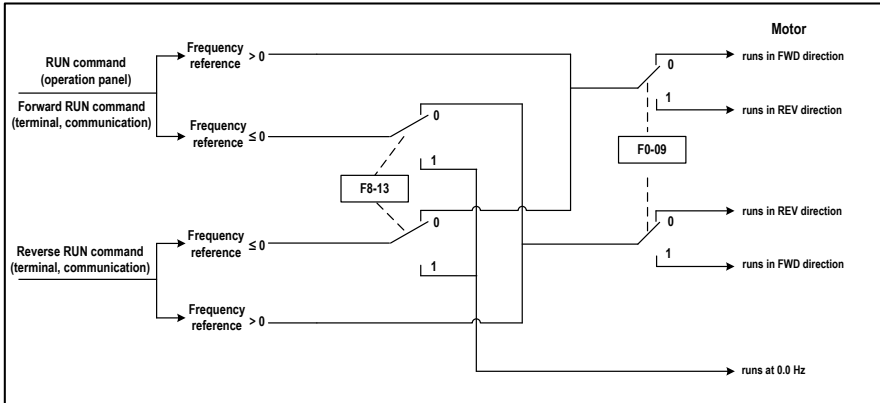 Motor
RUN command
(operation panel)
Forward RUN command
(terminal, communication)
Frequency
reference > 0
Frequency
reference ≤ 0
0
1
F8-13
0
1
Reverse RUN command
(terminal, communication)
Frequency
reference ≤ 0
Frequency
reference > 0
0
1
F0-09
0
1
runs in FWD direction
runs in REV direction
runs in REV direction
runs in FWD direction
runs at 0.0 Hz